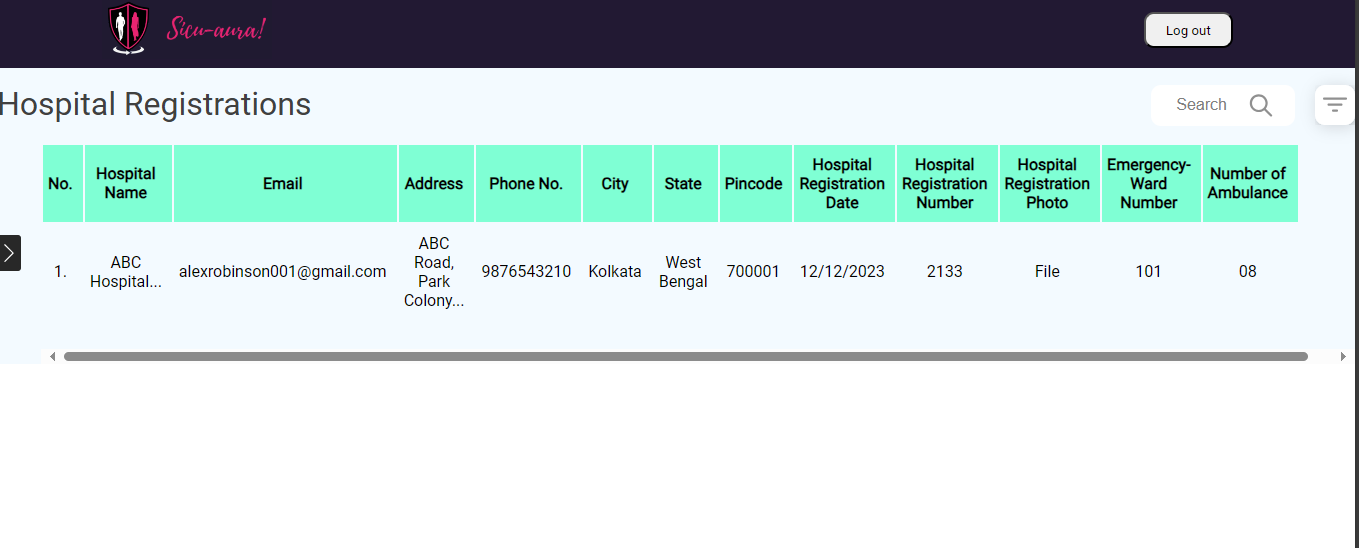 Sicu-aura!
Log out
Hospital Registrations
Search
No.
Hospital
Name
Email
Address
Phone No.
City
State
Pincode
Hospital
Registration
Date
Hospital
Registration
Number
Hospital
Registration
Photo
Emergency-
Ward
Number
Number of
Ambulance
1.
ABC
Hospital...
alexrobinson001@gmail.com
ABC
Road,
Park
Colony...
9876543210
Kolkata
West
Bengal
700001
12/12/2023
2133
File
101
08